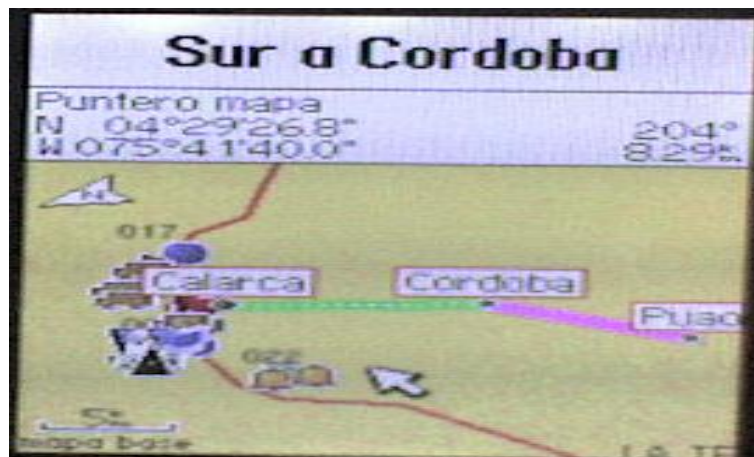 Sur a Cordoba
Puntero mapa
N 04°29'26.8" 204°
W 075°41'40.0" 8.29
N
017
Calarca Cordoba
Pijao
022
mapa base